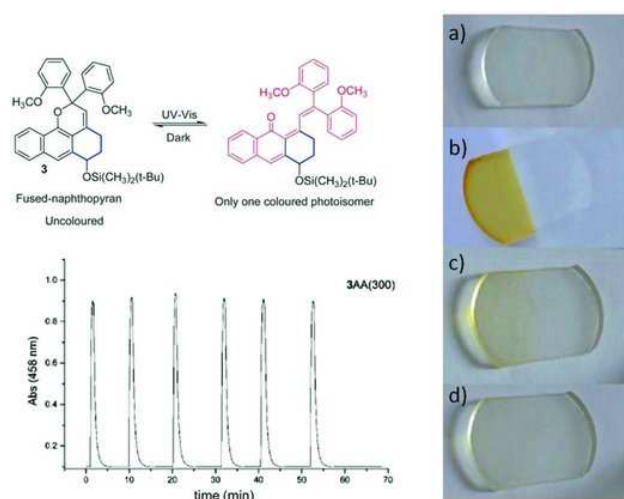 OCH₃
O
OCH₃
UV-Vis
Dark
3
OSi(CH₃)₂(t-Bu)
Fused-naphthopyran
Uncoloured
H₃CO
OCH₃
O
OSi(CH₃)₂(t-Bu)
Only one coloured photoisomer
3AA(300)
Abs (458 nm)
1.0
0.8
0.6
0.4
0.2
0
10
20
30
40
50
60
70
time (min)
a)
b)
c)
d)